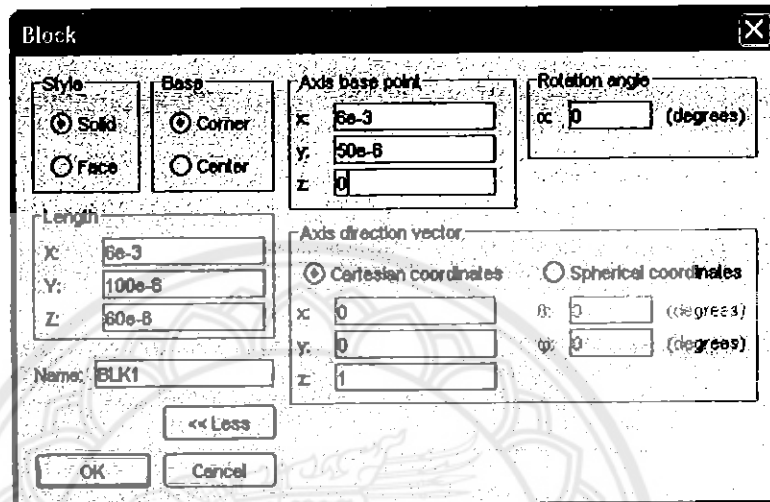 Block
Style
Solid
Face
Base
Corner
Center
Axis base point
x: 6e-3
y: 50e-6
z: 0
Rotation angle
α: 0 (degrees)
Length
X: 6e-3
Y: 100e-6
Z: 60e-6
Axis direction vector
Cartesian coordinates
Spherical coordinates
x: 0
y: 0
z: 1
θ: 0 (degrees)
φ: 0 (degrees)
Name: BLK1
<< Less
OK
Cancel